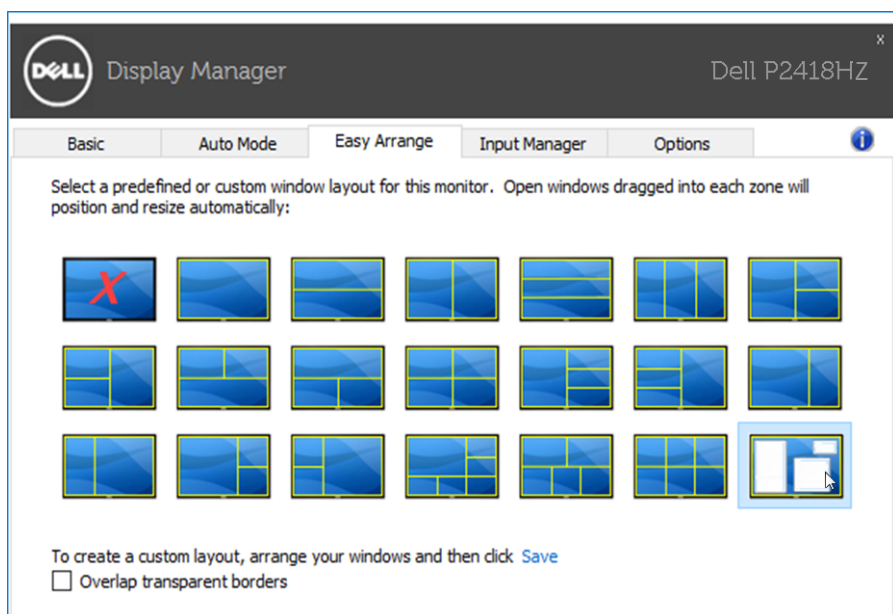 x
DELL Display Manager Dell P2418HZ
Basic Auto Mode Easy Arrange Input Manager Options i
Select a predefined or custom window layout for this monitor. Open windows dragged into each zone will
position and resize automatically:
X
To create a custom layout, arrange your windows and then click Save
Overlap transparent borders